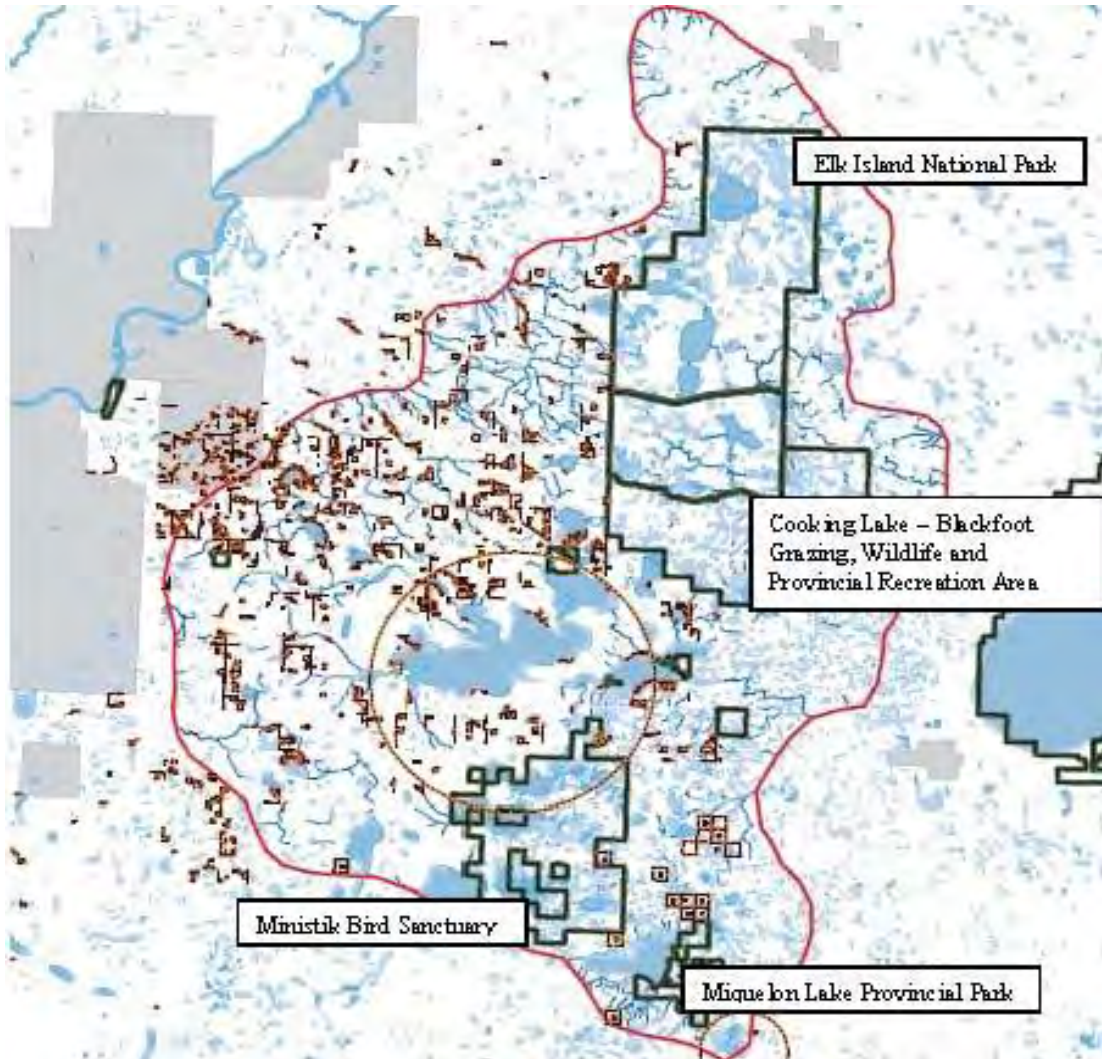 Elk Island National Park
Cooking Lake – Blackfoot
Grazing, Wildlife and
Provincial Recreation Area
Ministik Bird Sanctuary
Miquelon Lake Provincial Park